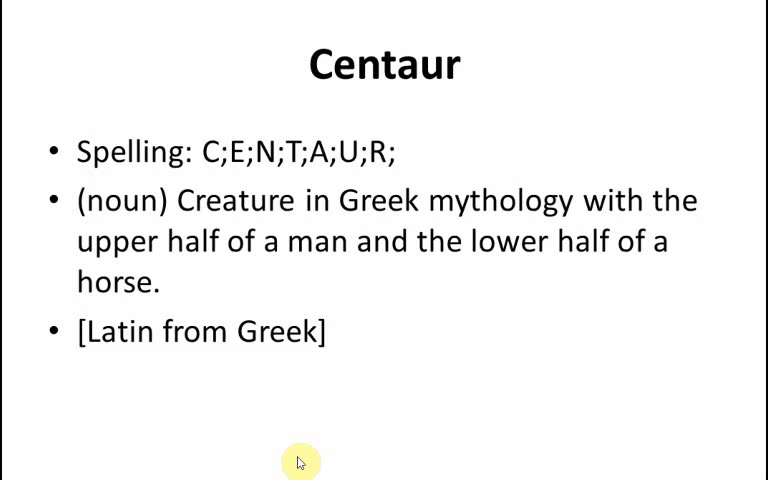 Centaur
• Spelling: C;E;N;T;A;U;R;
• (noun) Creature in Greek mythology with the
upper half of a man and the lower half of a
horse.
• [Latin from Greek]